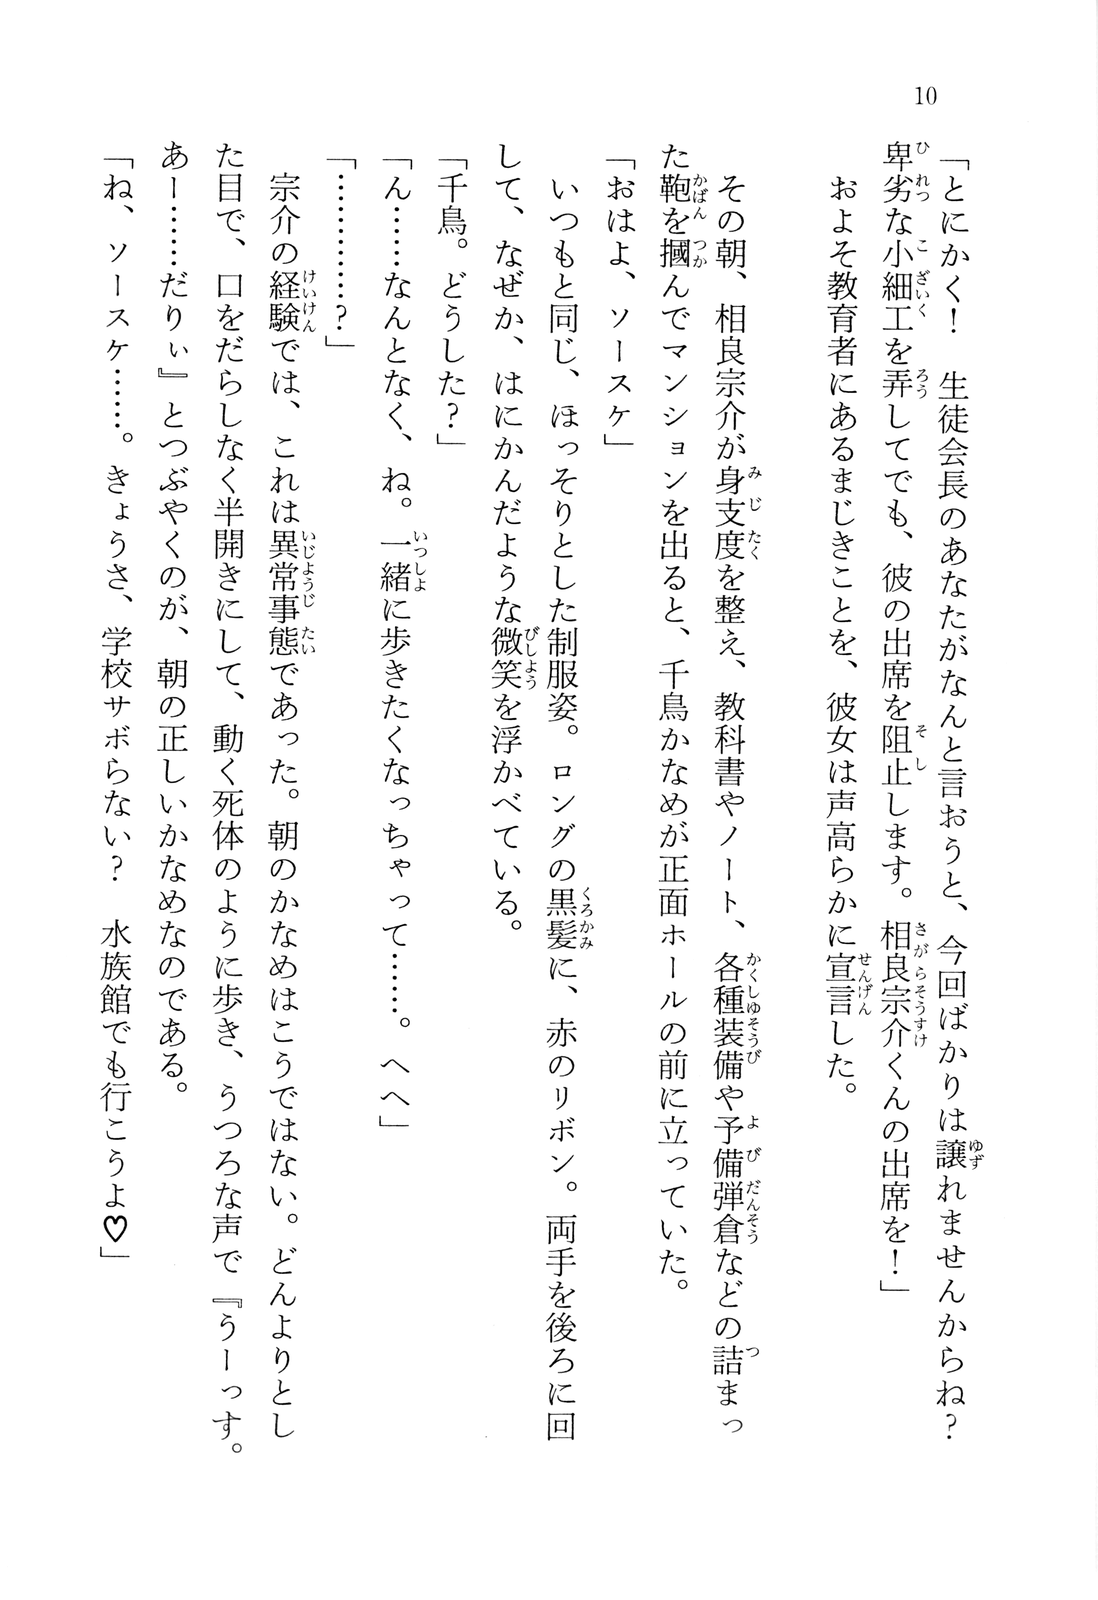 10
「とにかく！　生徒会長のあなたがなんと言おうと、今回ばかりは譲れませんからね？
卑劣な小細工を弄してでも、彼の出席を阻止します。相良宗介くんの出席を！」
　およそ教育者にあるまじきことを、彼女は声高らかに宣言した。
　その朝、相良宗介が身支度を整え、教科書やノート、各種装備や予備弾倉などの詰まっ
た鞄を摑んでマンションを出ると、千鳥かなめが正面ホールの前に立っていた。
「おはよ、ソースケ」
　いつもと同じ、ほっそりとした制服姿。ロングの黒髪に、赤のリボン。両手を後ろに回
して、なぜか、はにかんだような微笑を浮かべている。
「千鳥。どうした？」
「ん……なんとなく、ね。一緒に歩きたくなっちゃって……。へへ」
「…………？」
　宗介の経験では、これは異常事態であった。朝のかなめはこうではない。どんよりとし
た目で、口をだらしなく半開きにして、動く死体のように歩き、うつろな声で『うーっす。
あー……だりぃ』とつぶやくのが、朝の正しいかなめなのである。
「ね、ソースケ……。きょうさ、学校サボらない？　水族館でも行こうよ♡」